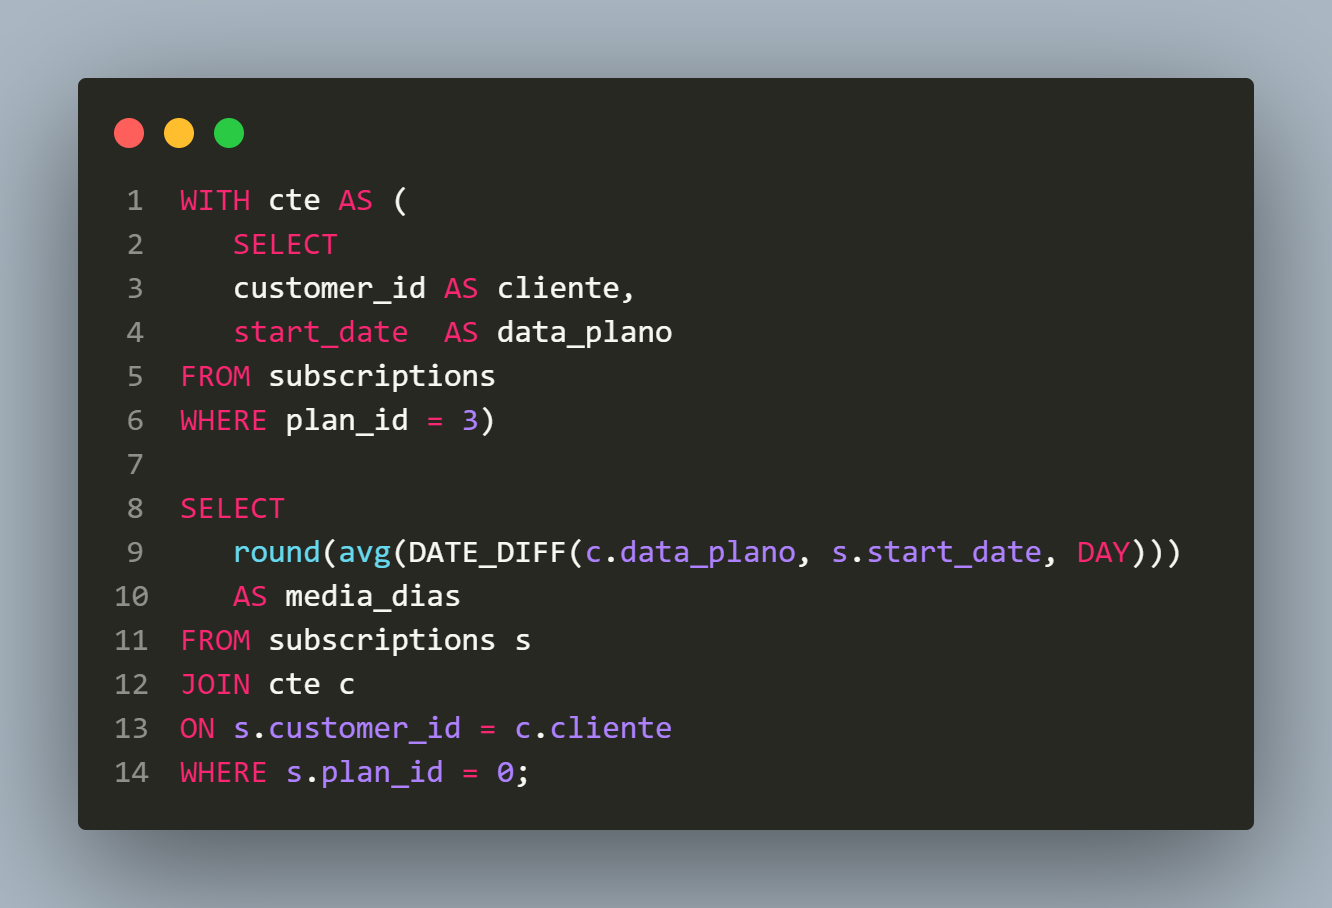 1 WITH cte AS (
2    SELECT
3    customer_id AS cliente,
4    start_date  AS data_plano
5 FROM subscriptions
6 WHERE plan_id = 3)
7
8 SELECT
9    round(avg(DATE_DIFF(c.data_plano, s.start_date, DAY)))
10    AS media_dias
11 FROM subscriptions s
12 JOIN cte c
13 ON s.customer_id = c.cliente
14 WHERE s.plan_id = 0;